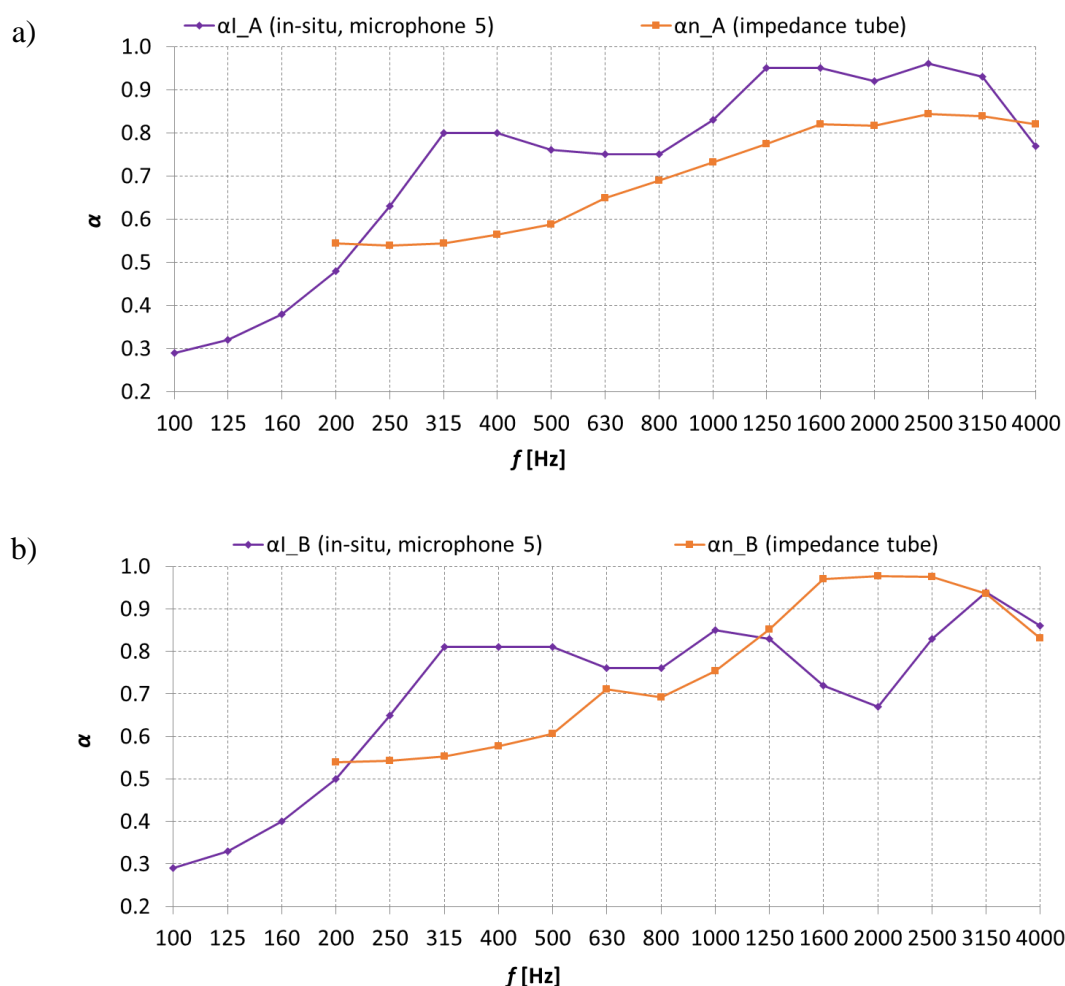 a)
αI_A (in-situ, microphone 5) αn_A (impedance tube)
1.0
0.9
0.8
0.7
0.6
0.5
0.4
0.3
0.2
α
100 125 160 200 250 315 400 500 630 800 1000 1250 1600 2000 2500 3150 4000
f [Hz]
b)
αI_B (in-situ, microphone 5) αn_B (impedance tube)
1.0
0.9
0.8
0.7
0.6
0.5
0.4
0.3
0.2
α
100 125 160 200 250 315 400 500 630 800 1000 1250 1600 2000 2500 3150 4000
f [Hz]